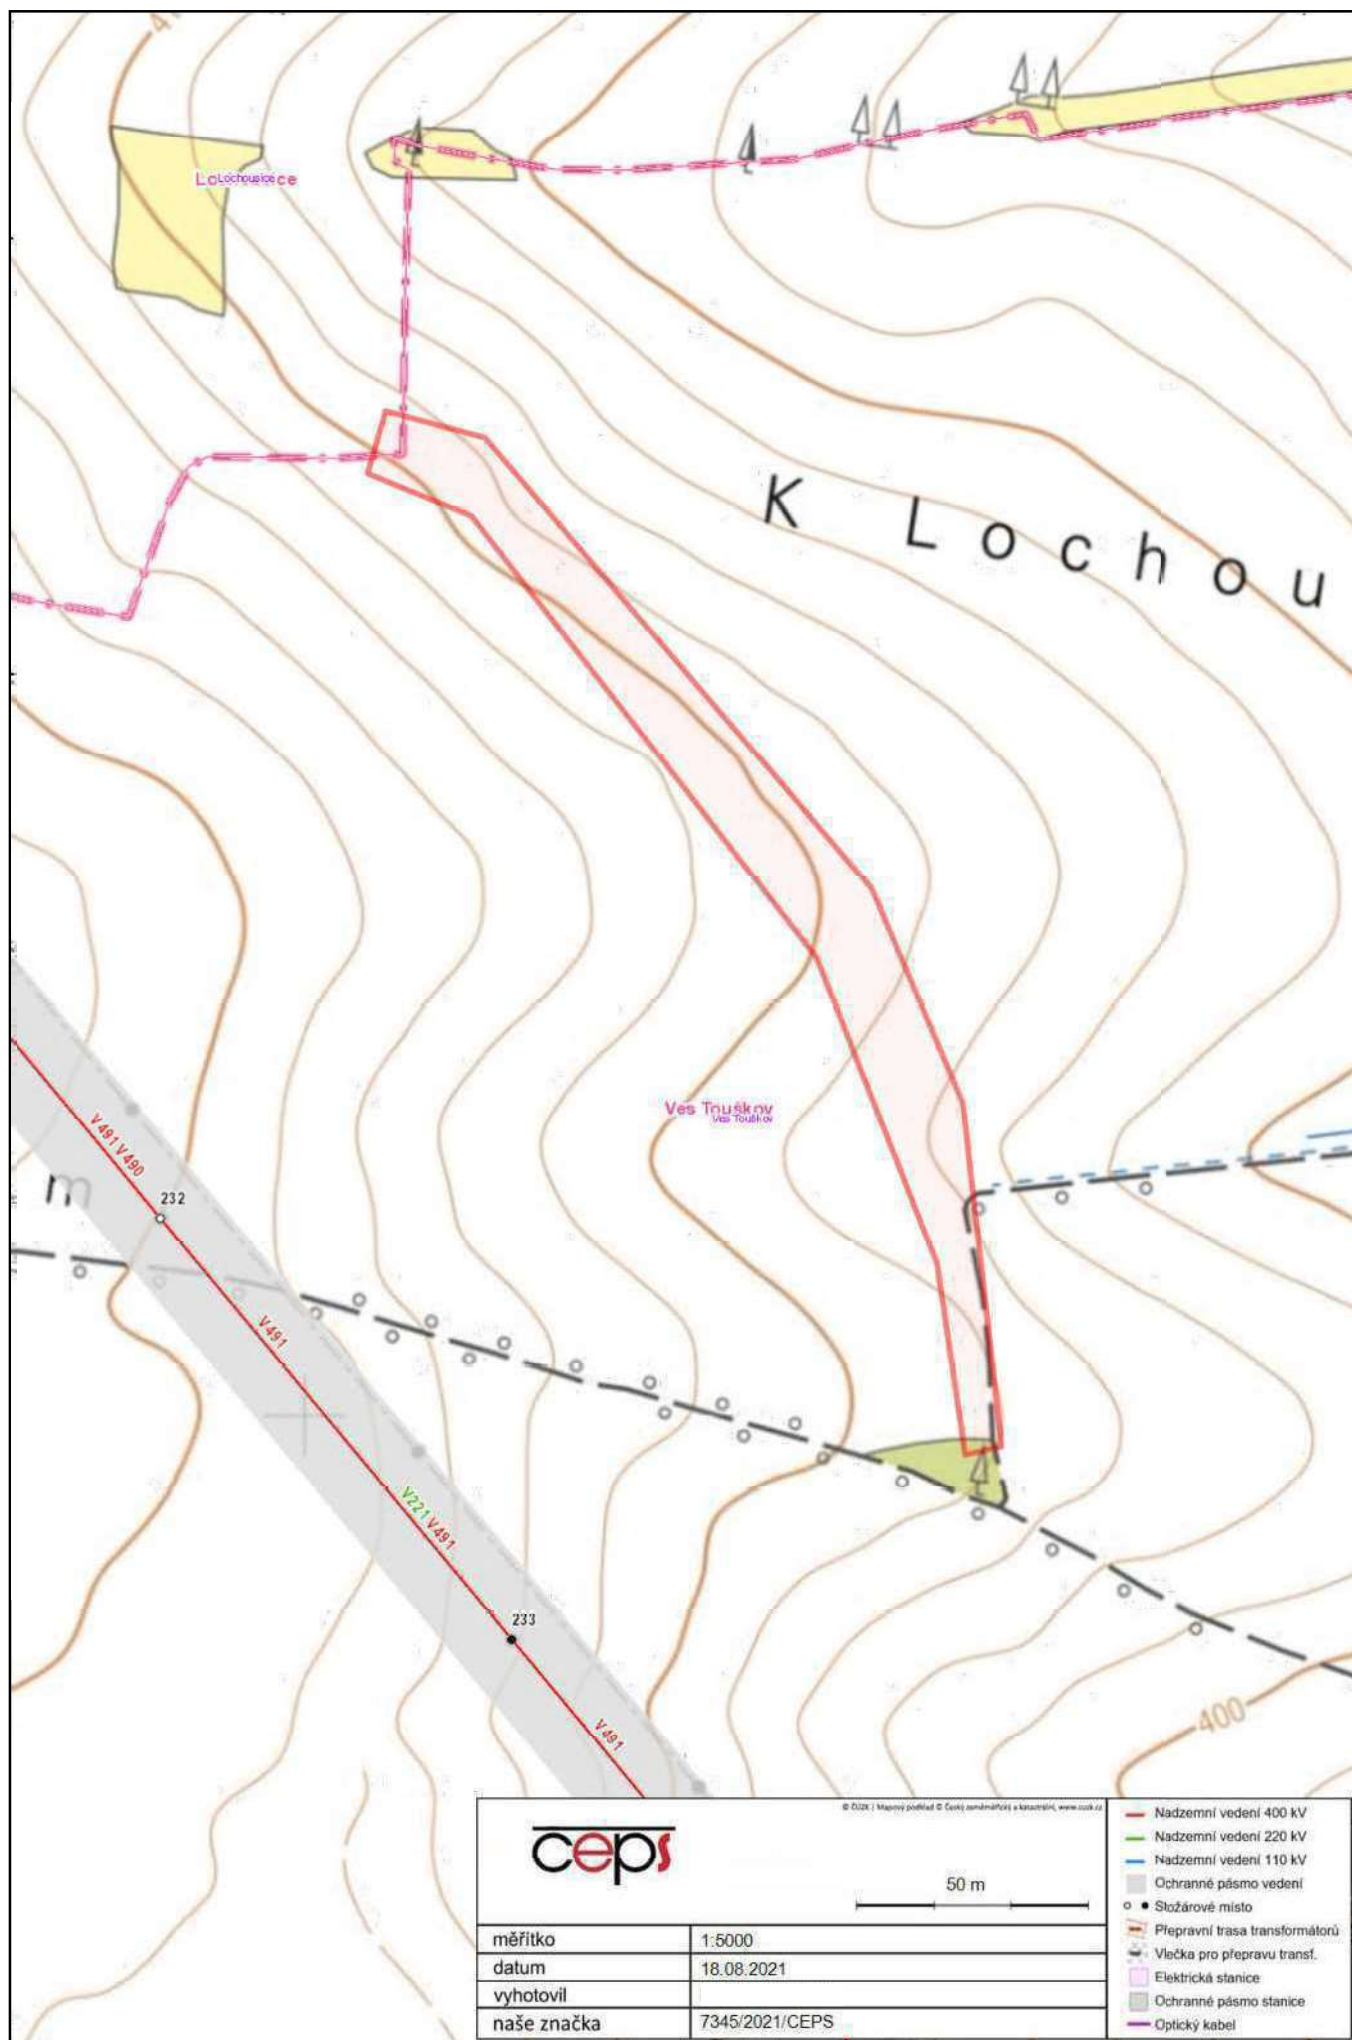 Lochousice
K Lochou
Ves Touškov
Ves Touškov
V491 V490
m
232
V491
V221 V491
233
V491
400
© ČÚZK | Mapový podklad © Český zeměměřický a katastrální, www.cuzk.cz
ceps
50 m
měřítko 1:5000
datum 18.08.2021
vyhotovil
naše značka 7345/2021/CEPS
Nadzemní vedení 400 kV
Nadzemní vedení 220 kV
Nadzemní vedení 110 kV
Ochranné pásmo vedení
Stožárové místo
Přepravní trasa transformátorů
Vlečka pro přepravu transf.
Elektrická stanice
Ochranné pásmo stanice
Optický kabel